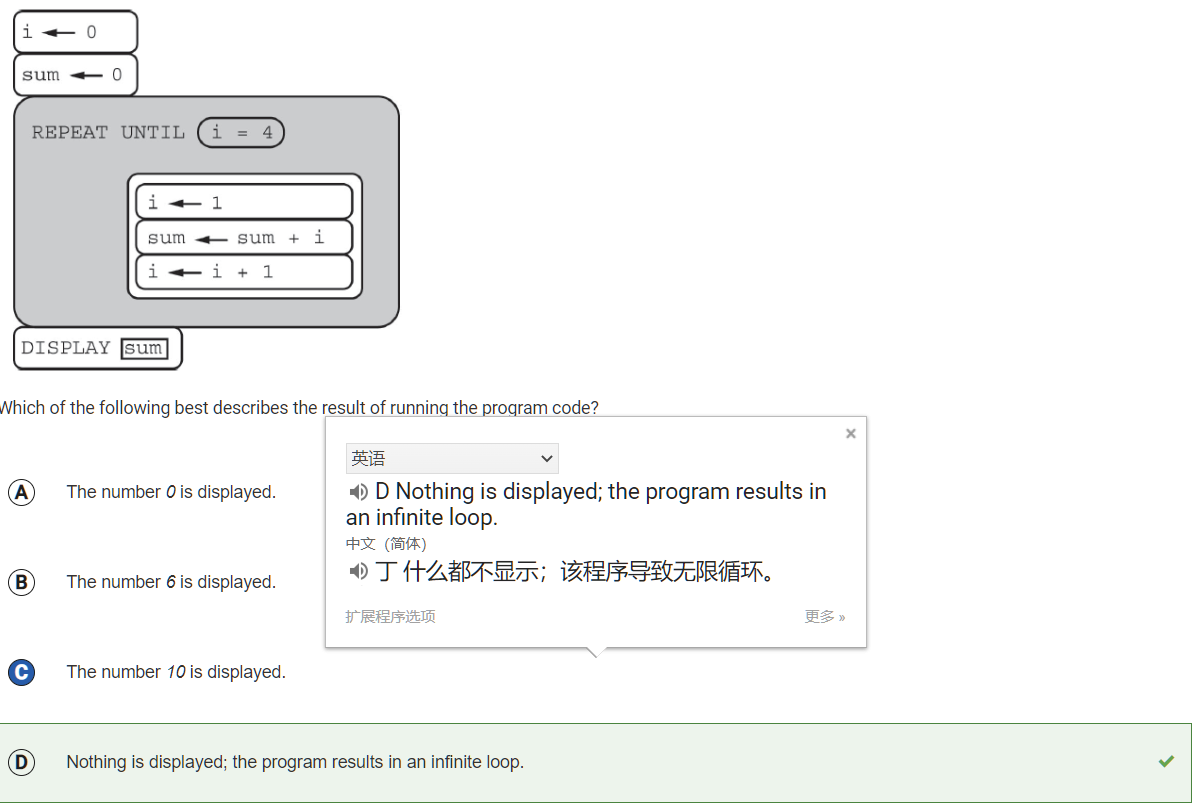 i ← 0
sum ← 0
REPEAT UNTIL i = 4
i ← 1
sum ← sum + i
i ← i + 1
DISPLAY sum
Which of the following best describes the result of running the program code?
×
英语
D Nothing is displayed; the program results in
an infinite loop.
中文（简体）
丁 什么都不显示；该程序导致无限循环。
扩展程序选项 更多 »
A The number 0 is displayed.
B The number 6 is displayed.
C The number 10 is displayed.
D Nothing is displayed; the program results in an infinite loop.